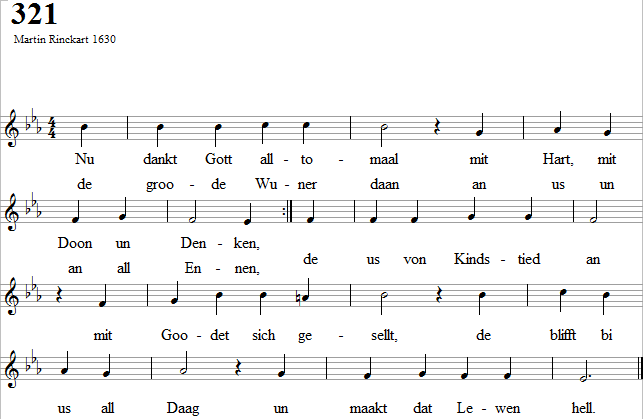 321
Martin Rinckart 1630
Nu dankt Gott all - to - maal mit Hart, mit
de groo - de Wu - ner daan an us un
Doon un Den - ken,
an all En - nen, de us von Kinds - tied an
mit Goo - det sich ge - sellt, de blifft bi
us all Daag un maakt dat Le - wen hell.